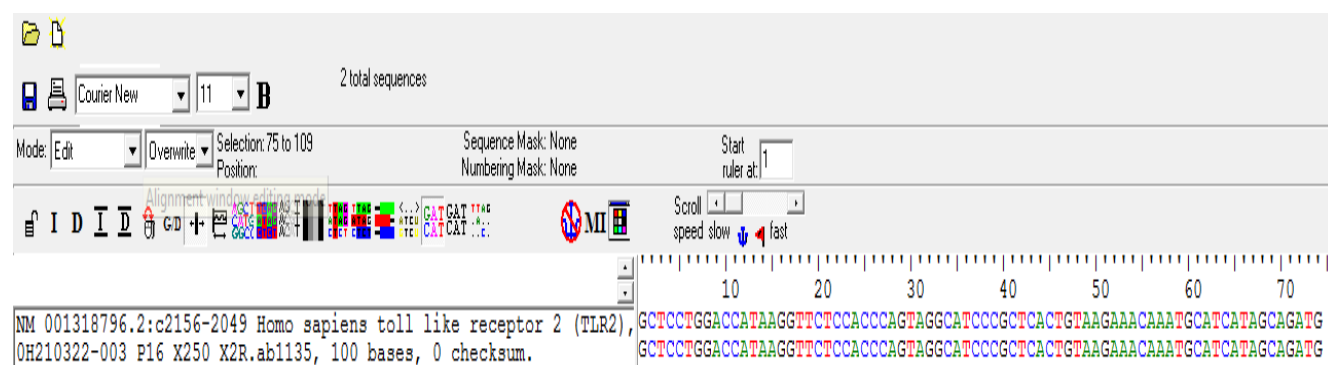 2 total sequences
Courier New 11 B
Mode: Edit Overwrite Selection: 75 to 109 Sequence Mask: None Start
Position: Numbering Mask: None ruler at: 1
Alignment window editing mode
I D I D G/D GAT GAT MI Scroll
CAT CAT speed slow fast
10 20 30 40 50 60 70
NM 001318796.2:c2156-2049 Homo sapiens toll like receptor 2 (TLR2), GCTCCTGGACCATAAGGTTCTCCACCCAGTAGGCATCCCGCTCACTGTAAGAAACAAATGCATCATAGCAGATG
0H210322-003 P16 X250 X2R.ab1135, 100 bases, 0 checksum. GCTCCTGGACCATAAGGTTCTCCACCCAGTAGGCATCCCGCTCACTGTAAGAAACAAATGCATCATAGCAGATG